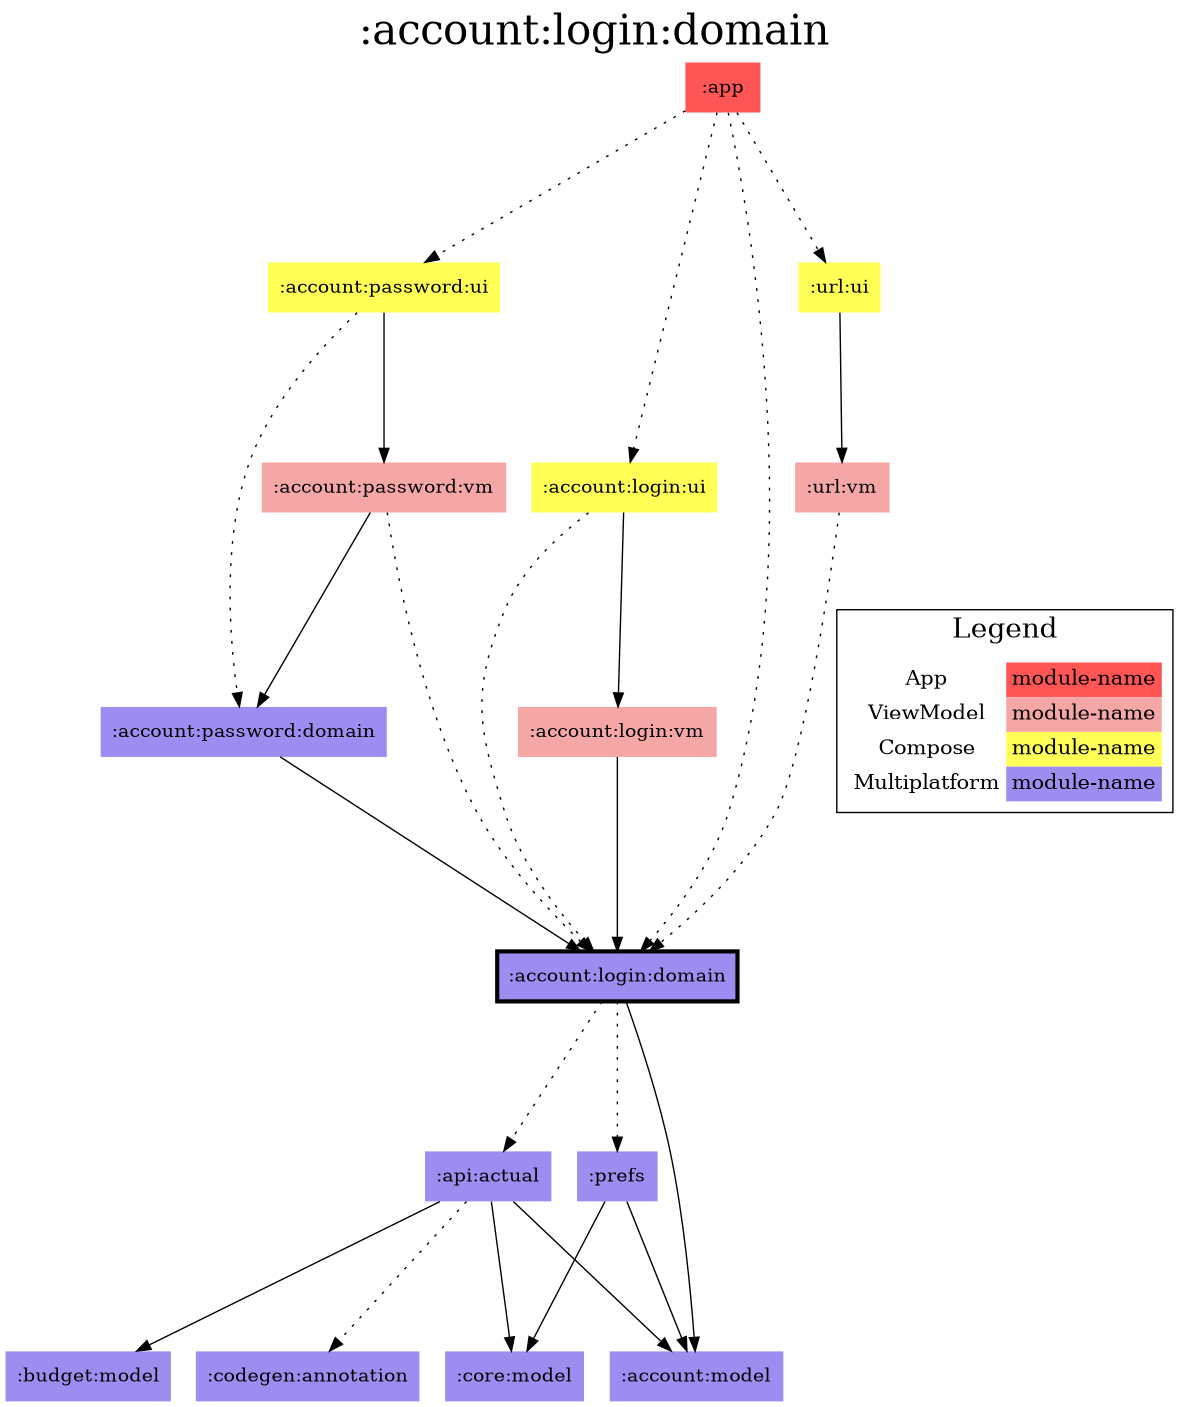 :account:login:domain
:app
:account:password:ui
:url:ui
:account:password:vm
:account:login:ui
:url:vm
Legend
App module-name
ViewModel module-name
Compose module-name
Multiplatform module-name
:account:password:domain
:account:login:vm
:account:login:domain
:api:actual
:prefs
:budget:model
:codegen:annotation
:core:model
:account:model